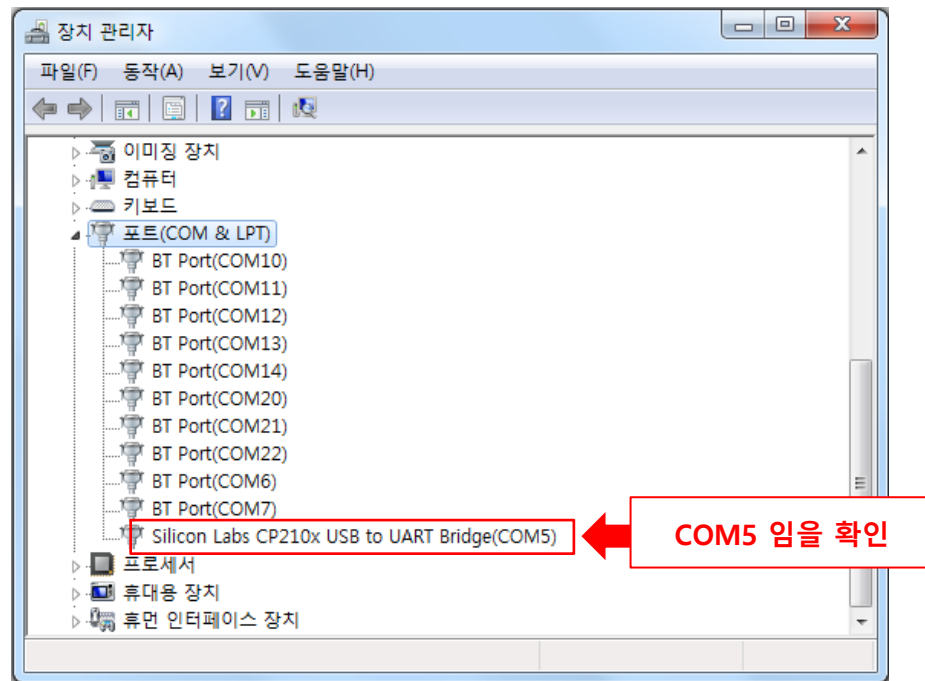 장치 관리자
파일(F) 동작(A) 보기(V) 도움말(H)
이미징 장치
컴퓨터
키보드
포트(COM & LPT)
BT Port(COM10)
BT Port(COM11)
BT Port(COM12)
BT Port(COM13)
BT Port(COM14)
BT Port(COM20)
BT Port(COM21)
BT Port(COM22)
BT Port(COM6)
BT Port(COM7)
Silicon Labs CP210x USB to UART Bridge(COM5)
COM5 임을 확인
프로세서
휴대용 장치
휴먼 인터페이스 장치